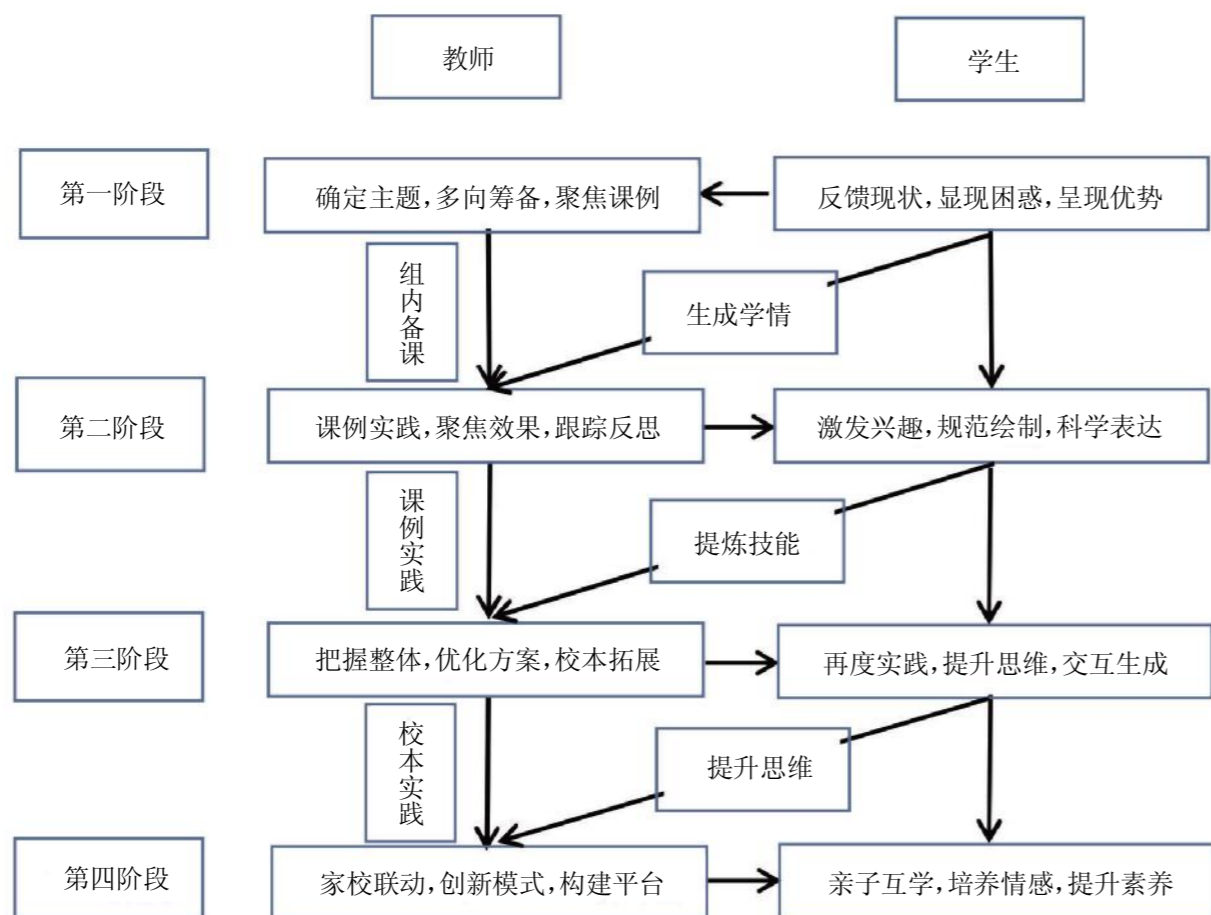 教师
学生
第一阶段
确定主题，多向筹备，聚焦课例
反馈现状，显现困惑，呈现优势
组内备课
生成学情
第二阶段
课例实践，聚焦效果，跟踪反思
激发兴趣，规范绘制，科学表达
课例实践
提炼技能
第三阶段
把握整体，优化方案，校本拓展
再度实践，提升思维，交互生成
校本实践
提升思维
第四阶段
家校联动，创新模式，构建平台
亲子互学，培养情感，提升素养